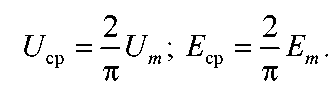 U_ср = 2/π U_m; E_ср = 2/π E_m.